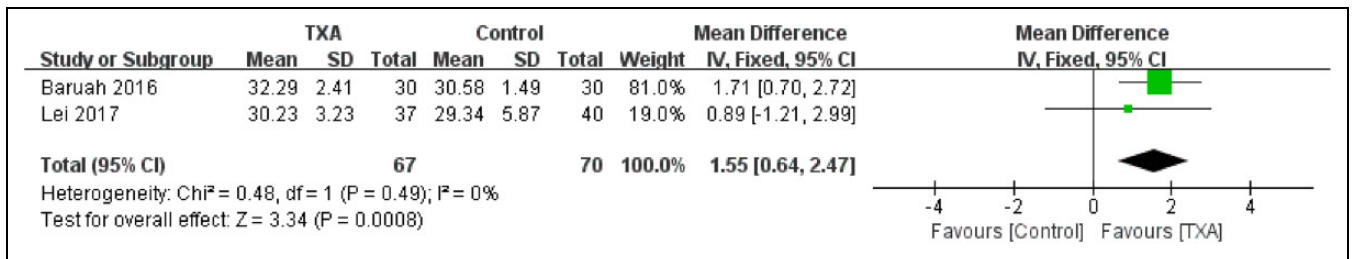 TXA Control Mean Difference Mean Difference
Study or Subgroup Mean SD Total Mean SD Total Weight IV, Fixed, 95% CI IV, Fixed, 95% CI
Baruah 2016 32.29 2.41 30 30.58 1.49 30 81.0% 1.71 [0.70, 2.72]
Lei 2017 30.23 3.23 37 29.34 5.87 40 19.0% 0.89 [-1.21, 2.99]
Total (95% CI) 67 70 100.0% 1.55 [0.64, 2.47]
Heterogeneity: Chi² = 0.48, df = 1 (P = 0.49); I² = 0%
Test for overall effect: Z = 3.34 (P = 0.0008)
-4 -2 0 2 4
Favours [Control] Favours [TXA]